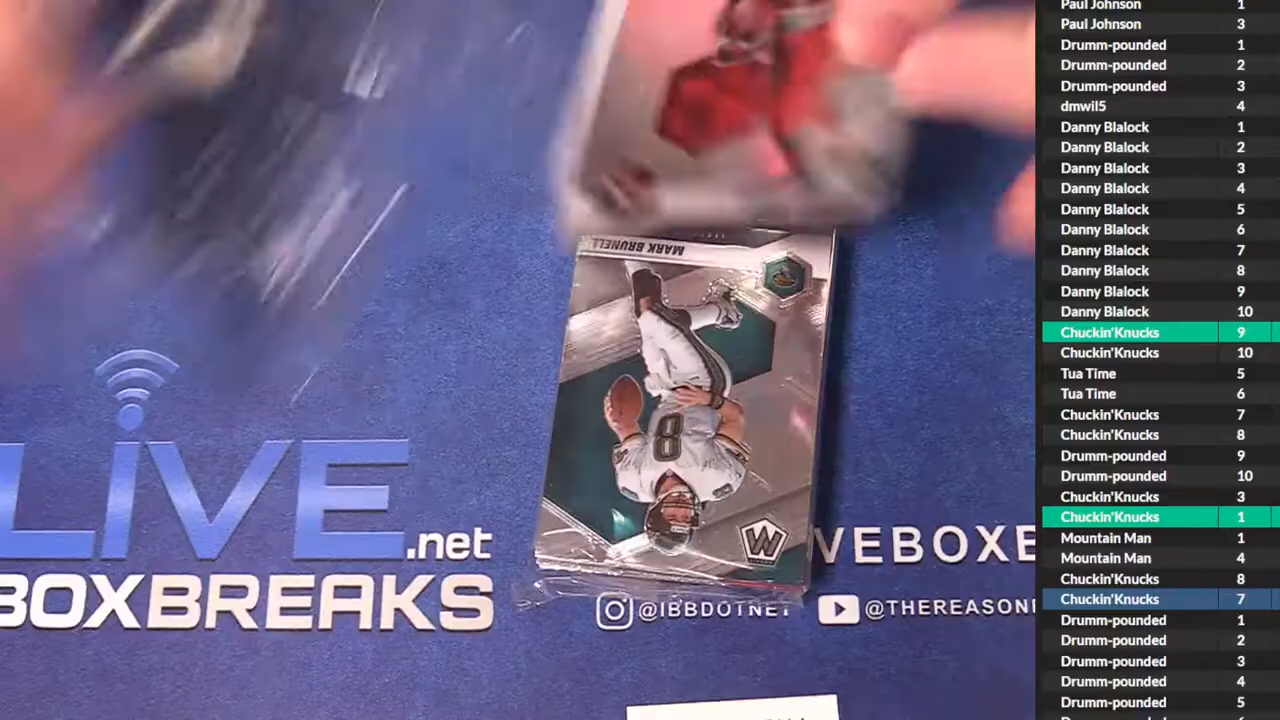 Paul Johnson 1
Paul Johnson 3
Drumm-pounded 1
Drumm-pounded 2
Drumm-pounded 3
dmwil5 4
Danny Blalock 1
Danny Blalock 2
Danny Blalock 3
Danny Blalock 4
Danny Blalock 5
Danny Blalock 6
Danny Blalock 7
Danny Blalock 8
Danny Blalock 9
Danny Blalock 10
Chuckin'Knucks 9
Chuckin'Knucks 10
Tua Time 5
Tua Time 6
Chuckin'Knucks 7
Chuckin'Knucks 8
Drumm-pounded 9
Drumm-pounded 10
Chuckin'Knucks 3
Chuckin'Knucks 1
Mountain Man 1
Mountain Man 4
Chuckin'Knucks 8
Chuckin'Knucks 7
Drumm-pounded 1
Drumm-pounded 2
Drumm-pounded 3
Drumm-pounded 4
Drumm-pounded 5
MARK BRUNELL
8
LIVE.net
BOXBREAKS
VEBOXE
@IBBDOTNET
@THEREASON